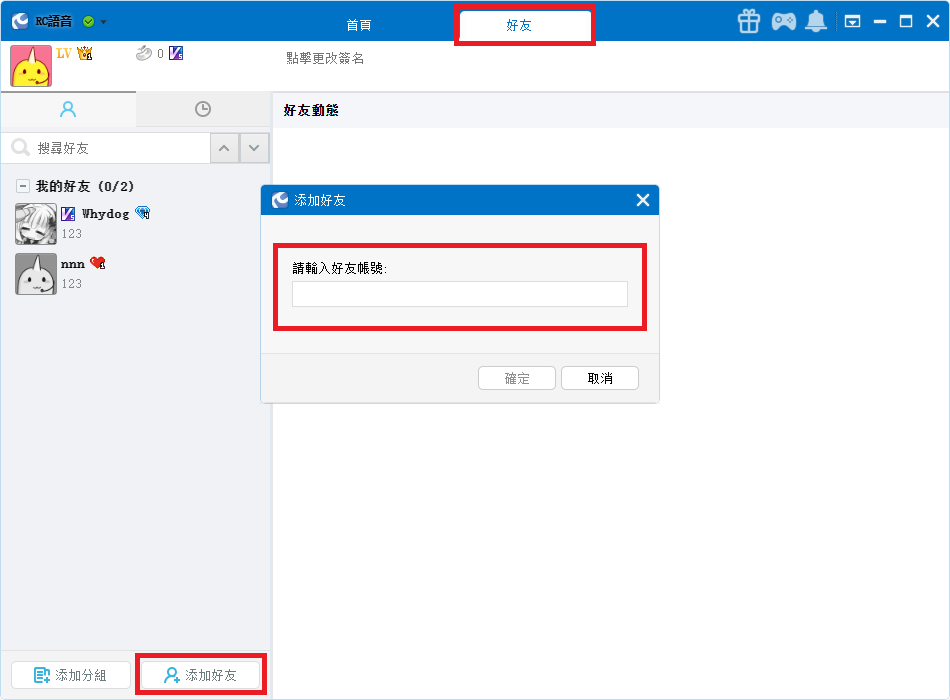 RC語音
首頁
好友
LV
0
點擊更改簽名
好友動態
搜尋好友
我的好友 (0/2)
Whydog
123
nnn
123
添加好友
請輸入好友帳號:
確定
取消
添加分組
添加好友